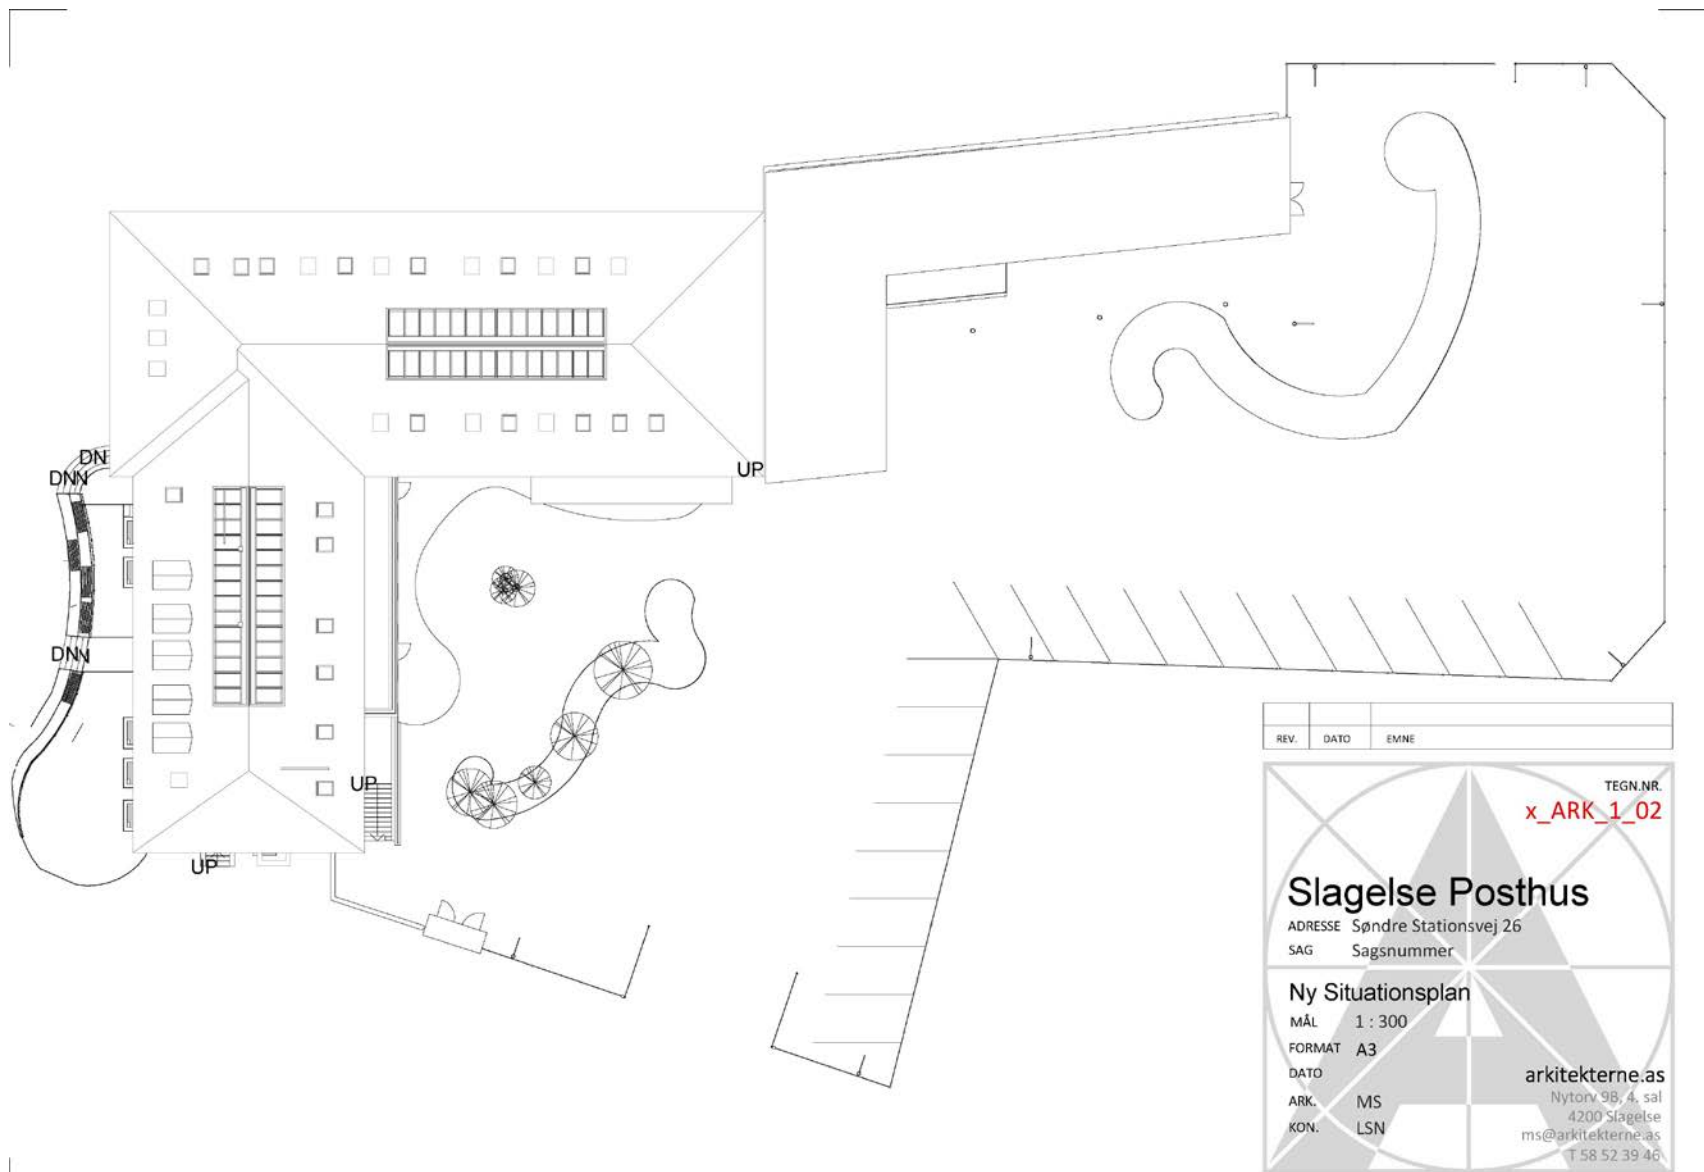 DN
DNN
UP
DNN
UP
UP
REV. DATO EMNE
TEGN.NR.
x_ARK_1_02
Slagelse Posthus
ADRESSE Søndre Stationsvej 26
SAG Sagsnummer
Ny Situationsplan
MÅL 1 : 300
FORMAT A3
DATO
ARK. MS
KON. LSN
arkitekterne.as
Nytorv 9B, 4. sal
4200 Slagelse
ms@arkitekterne.as
T 58 52 39 46